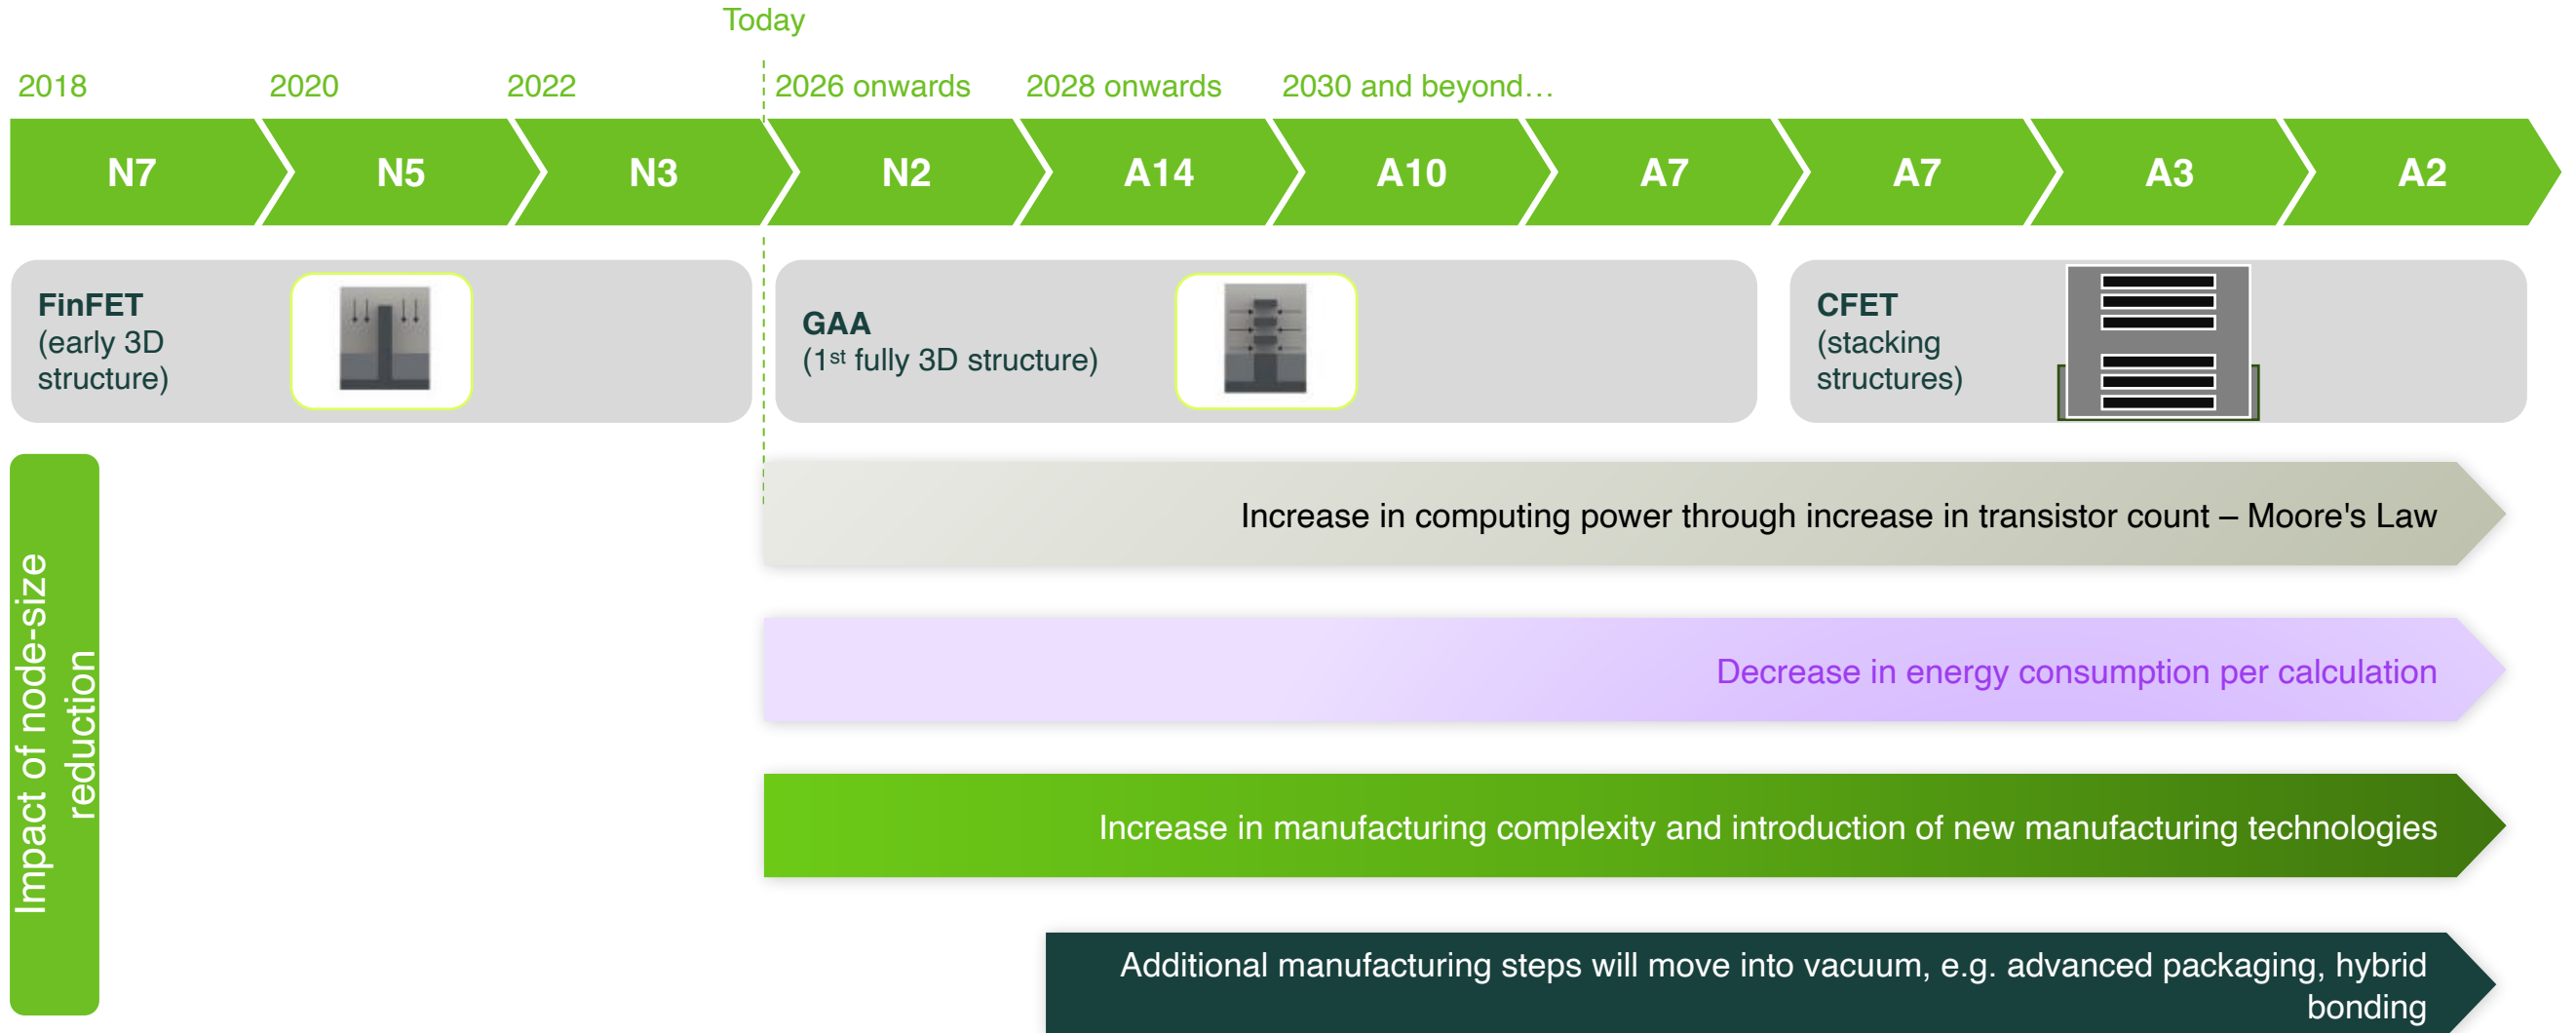 Today
2018
2020
2022
2026 onwards
2028 onwards
2030 and beyond…
N7
N5
N3
N2
A14
A10
A7
A7
A3
A2
FinFET
(early 3D
structure)
GAA
(1st fully 3D structure)
CFET
(stacking
structures)
Impact of node-size
reduction
Increase in computing power through increase in transistor count – Moore's Law
Decrease in energy consumption per calculation
Increase in manufacturing complexity and introduction of new manufacturing technologies
Additional manufacturing steps will move into vacuum, e.g. advanced packaging, hybrid
bonding